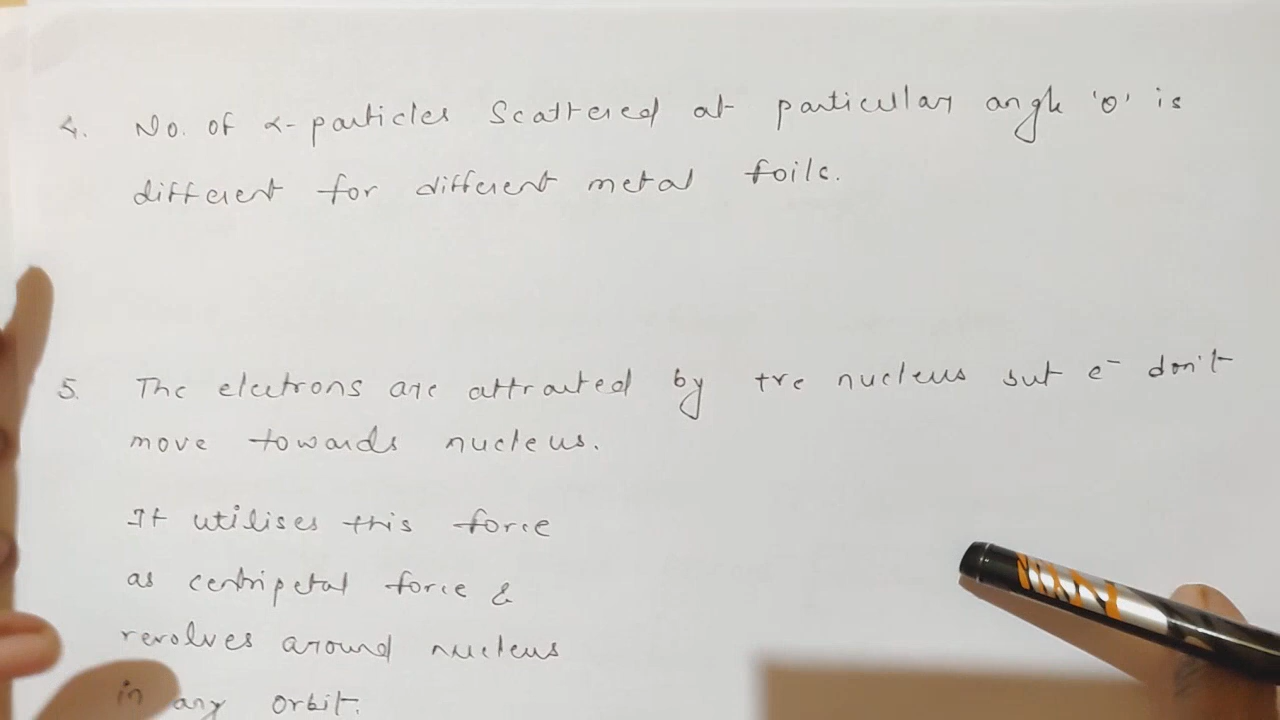 4. No. of α-particles Scattered at particular angle 'θ' is
different for different metal foils.
5. The electrons are attracted by +ve nucleus but e⁻ don't
move towards nucleus.
It utilises this force
as centripetal force &
revolves around nucleus
in any orbit.